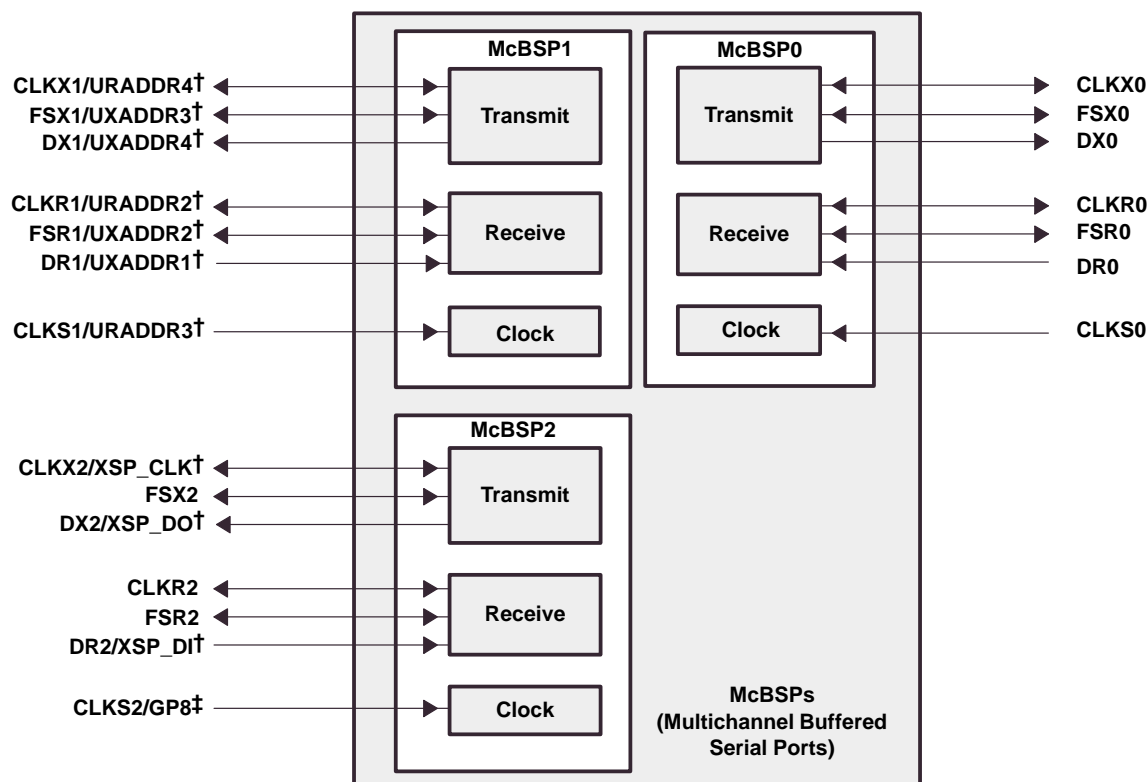 McBSP1
CLKX1/URADDR4†
FSX1/UXADDR3†
DX1/UXADDR4†
Transmit
CLKR1/URADDR2†
FSR1/UXADDR2†
DR1/UXADDR1†
Receive
CLKS1/URADDR3†
Clock
McBSP0
Transmit
CLKX0
FSX0
DX0
Receive
CLKR0
FSR0
DR0
Clock
CLKS0
McBSP2
CLKX2/XSP_CLK†
FSX2
DX2/XSP_DO†
Transmit
CLKR2
FSR2
DR2/XSP_DI†
Receive
CLKS2/GP8‡
Clock
McBSPs
(Multichannel Buffered
Serial Ports)